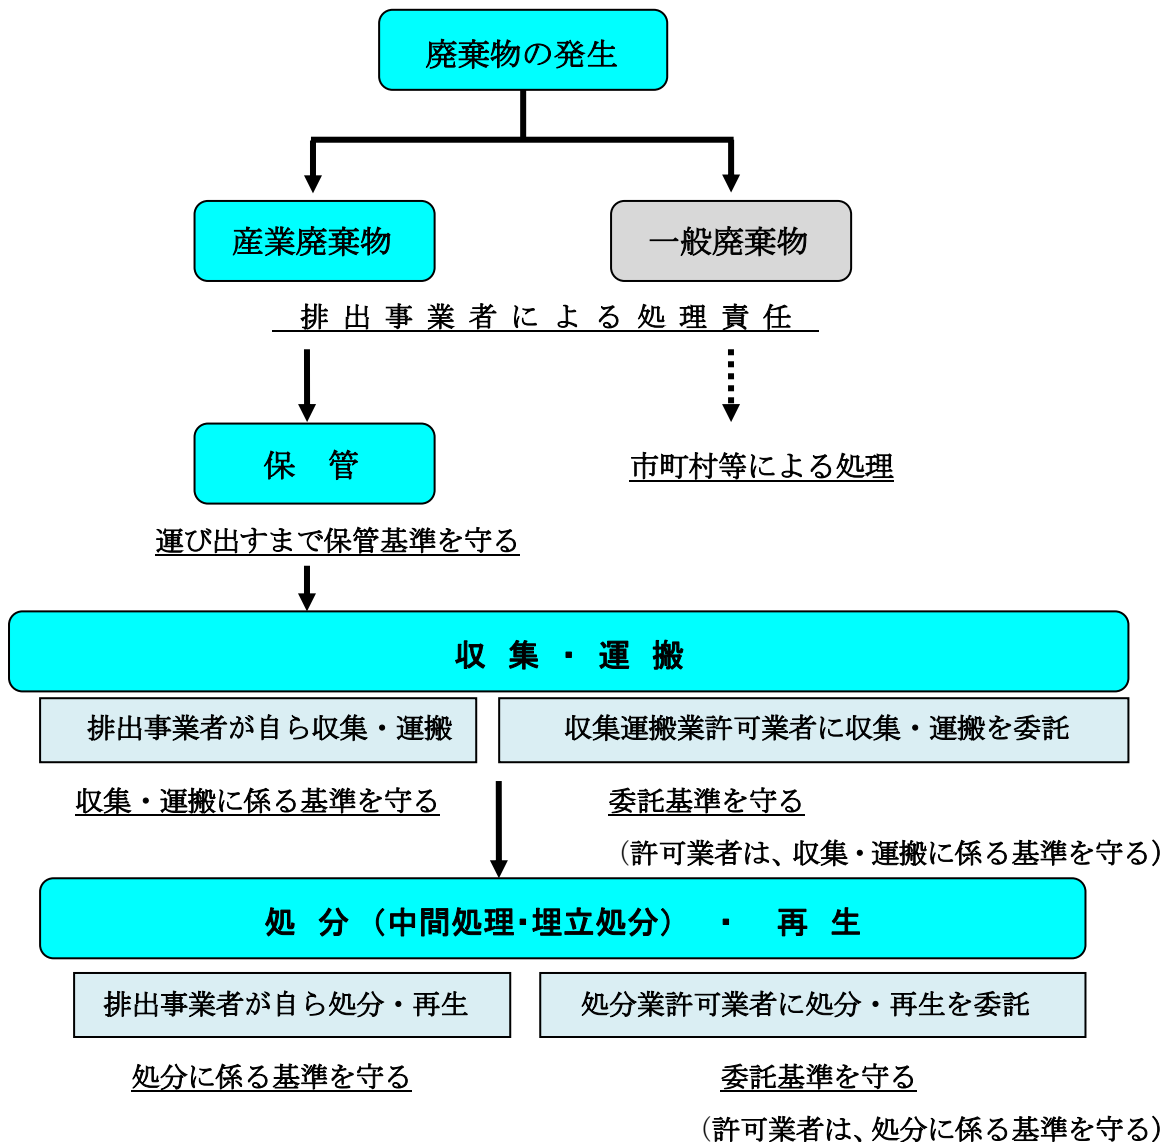 廃棄物の発生
産業廃棄物
一般廃棄物
排出事業者による処理責任
保　管
市町村等による処理
運び出すまで保管基準を守る
収　集　・　運　搬
排出事業者が自ら収集・運搬
収集運搬業許可業者に収集・運搬を委託
収集・運搬に係る基準を守る
委託基準を守る
（許可業者は、収集・運搬に係る基準を守る）
処　分（中間処理・埋立処分）　・　再　生
排出事業者が自ら処分・再生
処分業許可業者に処分・再生を委託
処分に係る基準を守る
委託基準を守る
（許可業者は、処分に係る基準を守る）